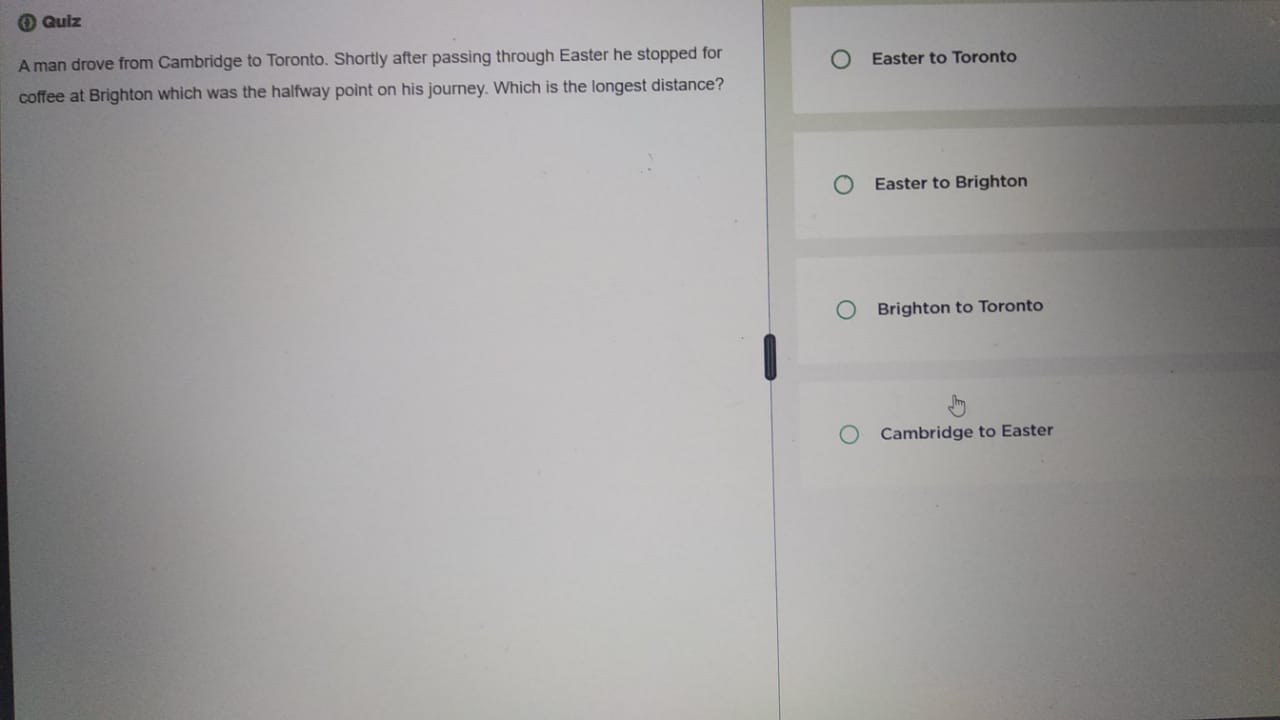 Quiz
A man drove from Cambridge to Toronto. Shortly after passing through Easter he stopped for
coffee at Brighton which was the halfway point on his journey. Which is the longest distance?
Easter to Toronto
Easter to Brighton
Brighton to Toronto
Cambridge to Easter